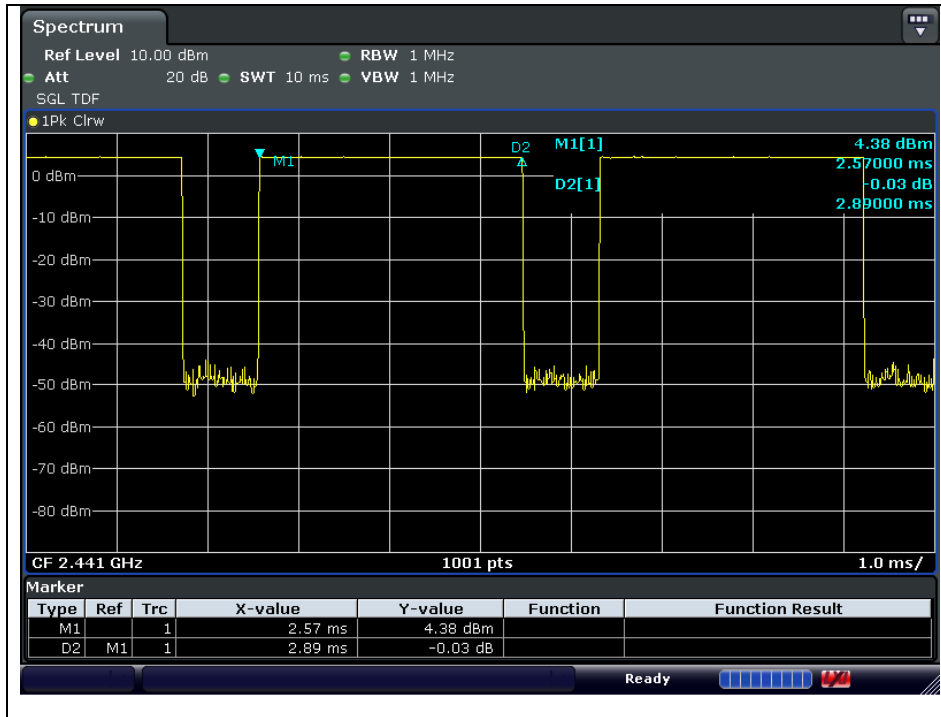 Spectrum
Ref Level 10.00 dBm RBW 1 MHz
Att 20 dB SWT 10 ms VBW 1 MHz
SGL TDF
1Pk Clrw
D2 M1[1] 4.38 dBm
M1 2.57000 ms
0 dBm D2[1] -0.03 dB
2.89000 ms
-10 dBm
-20 dBm
-30 dBm
-40 dBm
-50 dBm
-60 dBm
-70 dBm
-80 dBm
CF 2.441 GHz 1001 pts 1.0 ms/
Marker
Type Ref Trc X-value Y-value Function Function Result
M1 1 2.57 ms 4.38 dBm
D2 M1 1 2.89 ms -0.03 dB
Ready